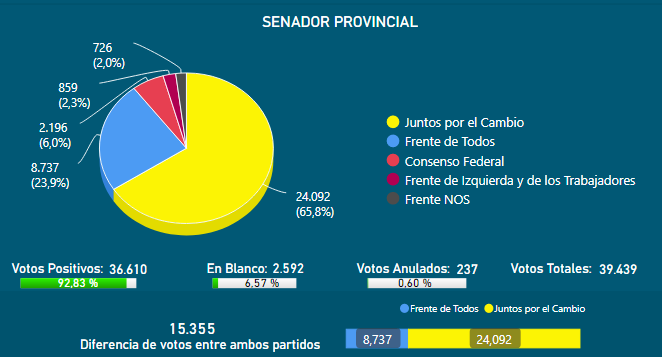 SENADOR PROVINCIAL
726
(2,0%)
859
(2,3%)
2.196
(6,0%)
8.737
(23,9%)
24.092
(65,8%)
Juntos por el Cambio
Frente de Todos
Consenso Federal
Frente de Izquierda y de los Trabajadores
Frente NOS
Votos Positivos: 36.610
92,83 %
En Blanco: 2.592
6,57 %
Votos Anulados: 237
0,60 %
Votos Totales: 39.439
15.355
Diferencia de votos entre ambos partidos
Frente de Todos Juntos por el Cambio
8,737 24,092